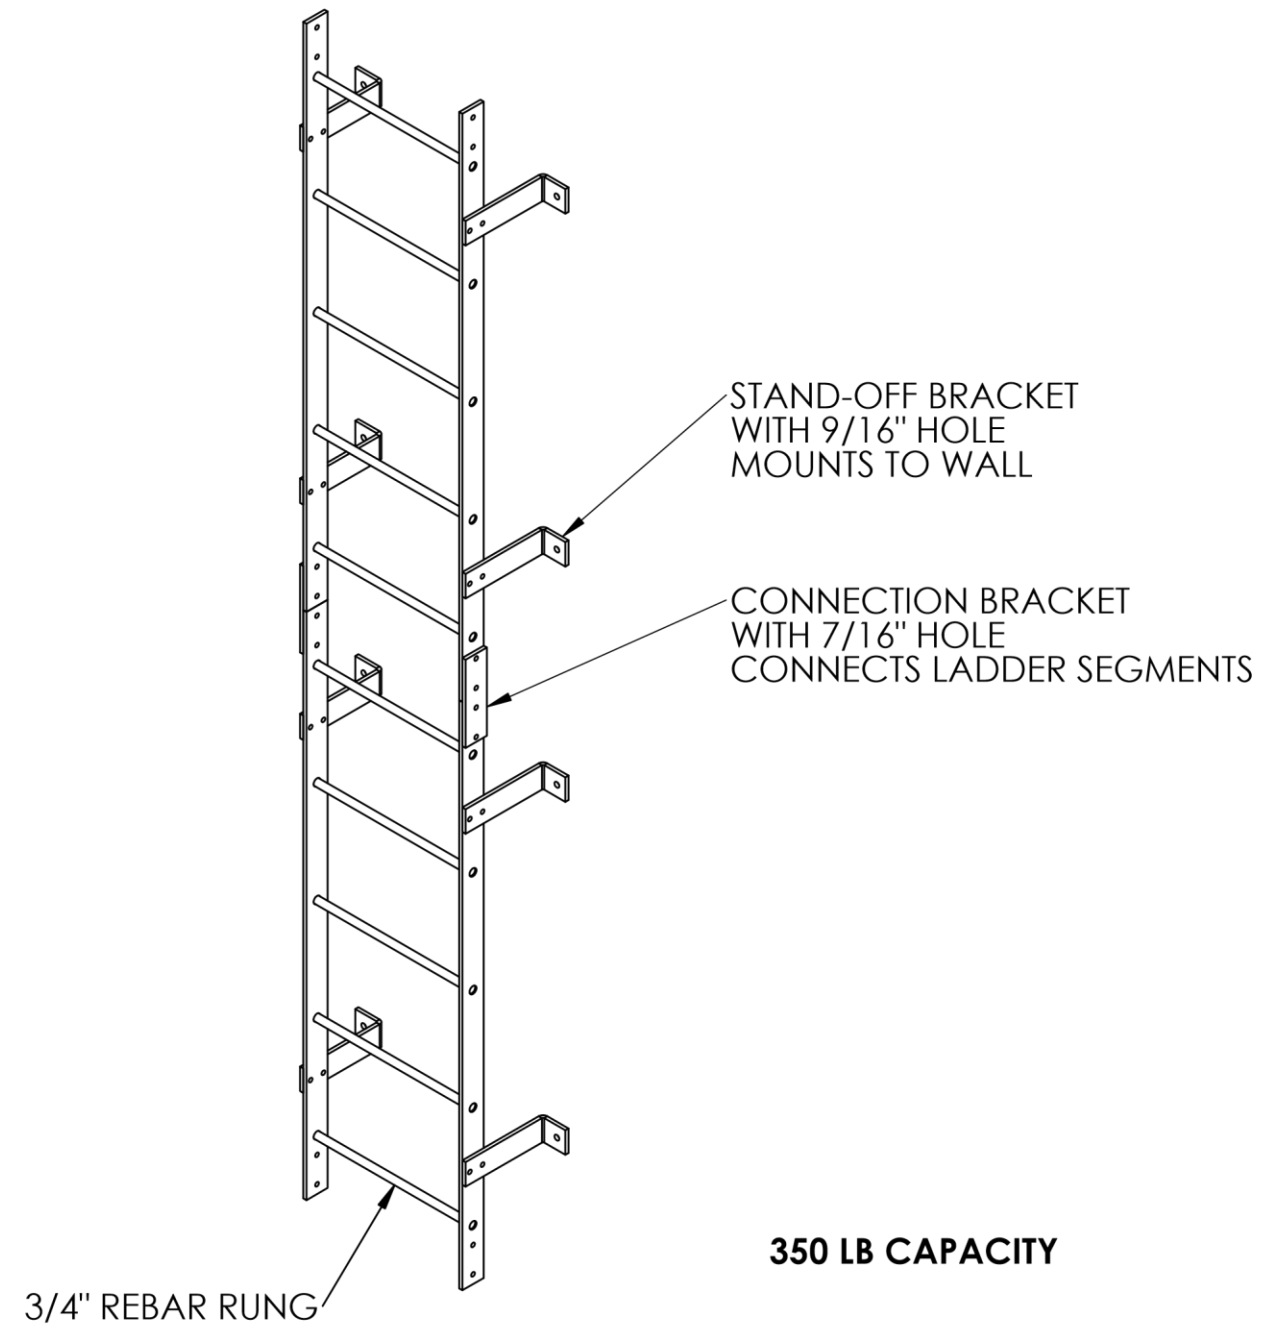 STAND-OFF BRACKET
WITH 9/16" HOLE
MOUNTS TO WALL
CONNECTION BRACKET
WITH 7/16" HOLE
CONNECTS LADDER SEGMENTS
350 LB CAPACITY
3/4" REBAR RUNG